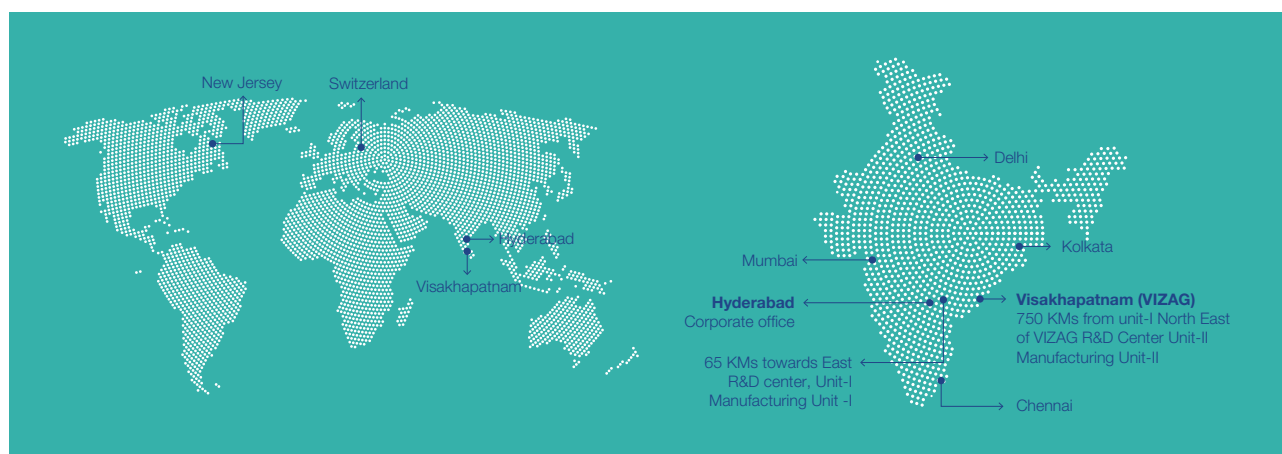 New Jersey
Switzerland
Hyderabad
Visakhapatnam
Delhi
Kolkata
Mumbai
Hyderabad
Corporate office
Visakhapatnam (VIZAG)
750 KMs from unit-I North East
of VIZAG R&D Center Unit-II
Manufacturing Unit-II
65 KMs towards East
R&D center, Unit-I
Manufacturing Unit -I
Chennai